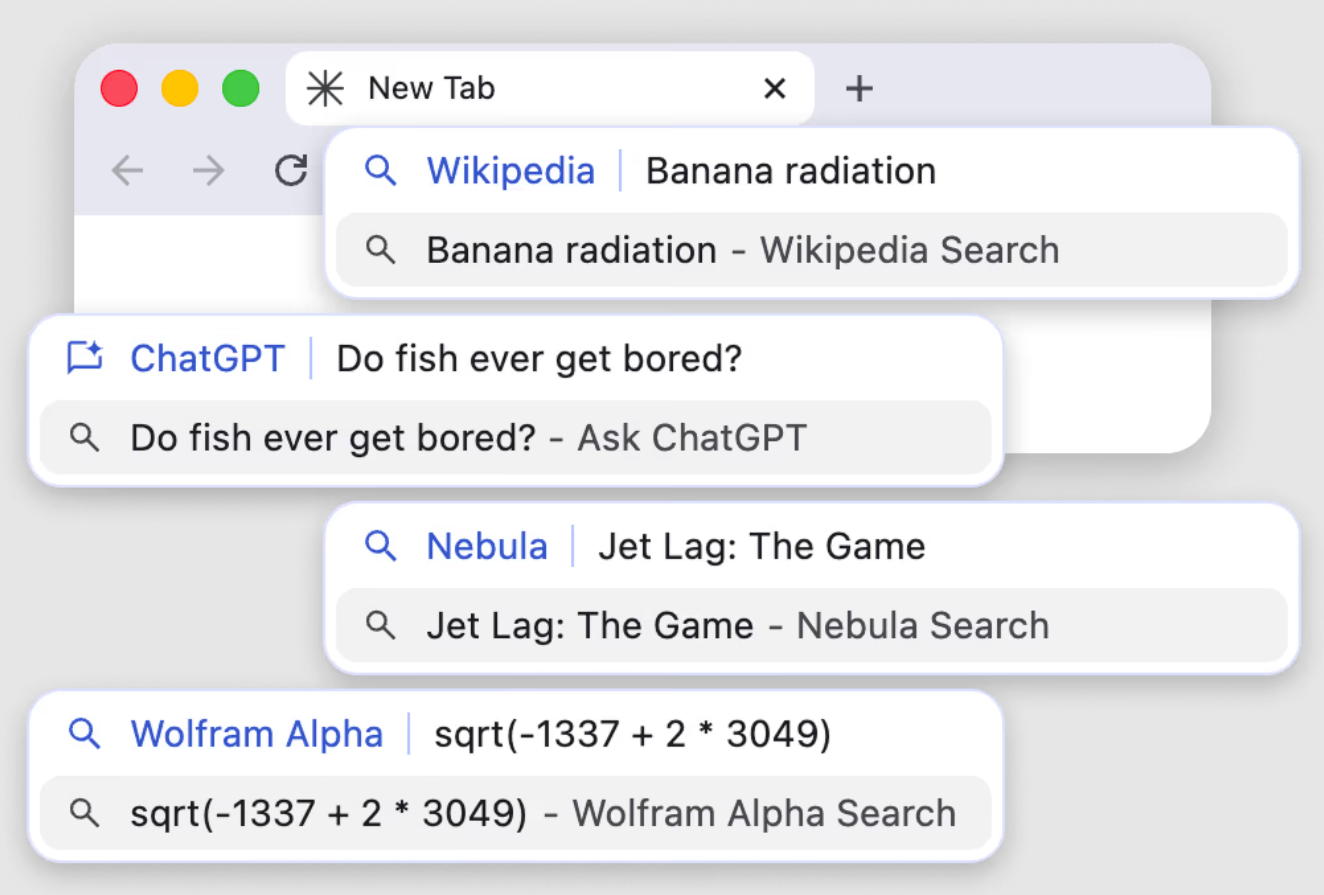 New Tab
Wikipedia | Banana radiation
Banana radiation – Wikipedia Search
ChatGPT | Do fish ever get bored?
Do fish ever get bored? – Ask ChatGPT
Nebula | Jet Lag: The Game
Jet Lag: The Game – Nebula Search
Wolfram Alpha | sqrt(-1337 + 2 * 3049)
sqrt(-1337 + 2 * 3049) – Wolfram Alpha Search